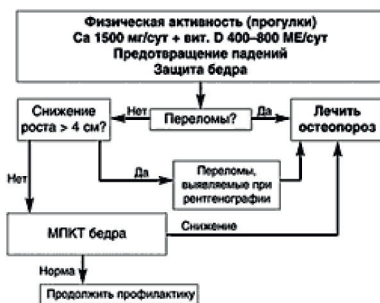 Физическая активность (прогулки)
Ca 1500 мг/сут + вит. D 400–800 МЕ/сут
Предотвращение падений
Защита бедра
Снижение
роста > 4 см?
Нет
Переломы?
Да
Лечить
остеопороз
Нет
Да
Переломы,
выявляемые при
рентгенографии
МПКТ бедра
Снижение
Норма
Продолжить профилактику